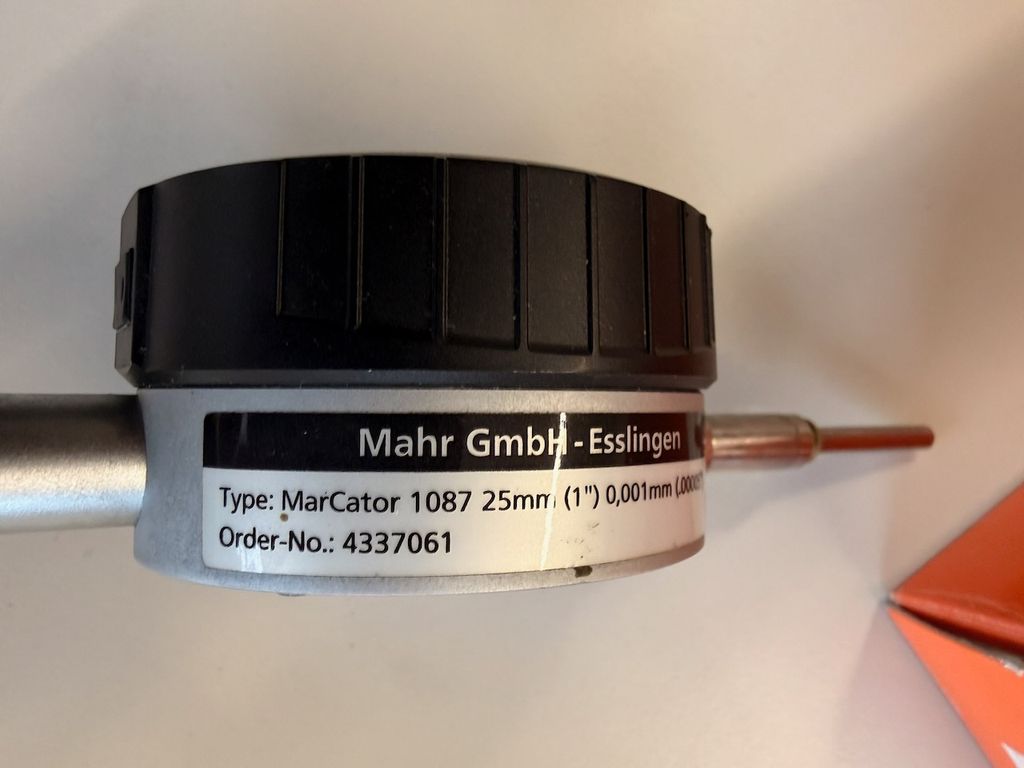 Mahr GmbH - Esslingen
Type: MarCator 1087 25mm (1") 0,001mm
Order-No.: 4337061